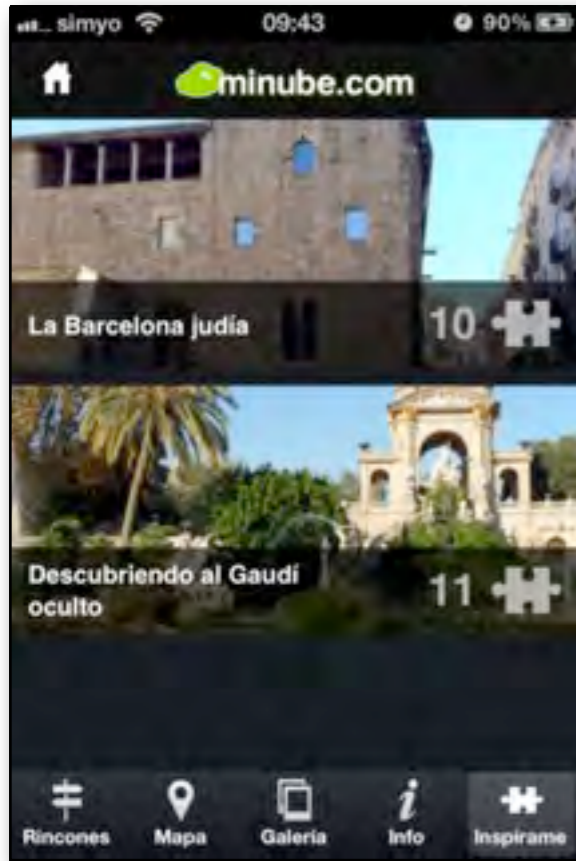 simyo 09:43 90%
minube.com
La Barcelona judía 10
Descubriendo al Gaudí
oculto 11
Rincones Mapa Galería Info Inspírame